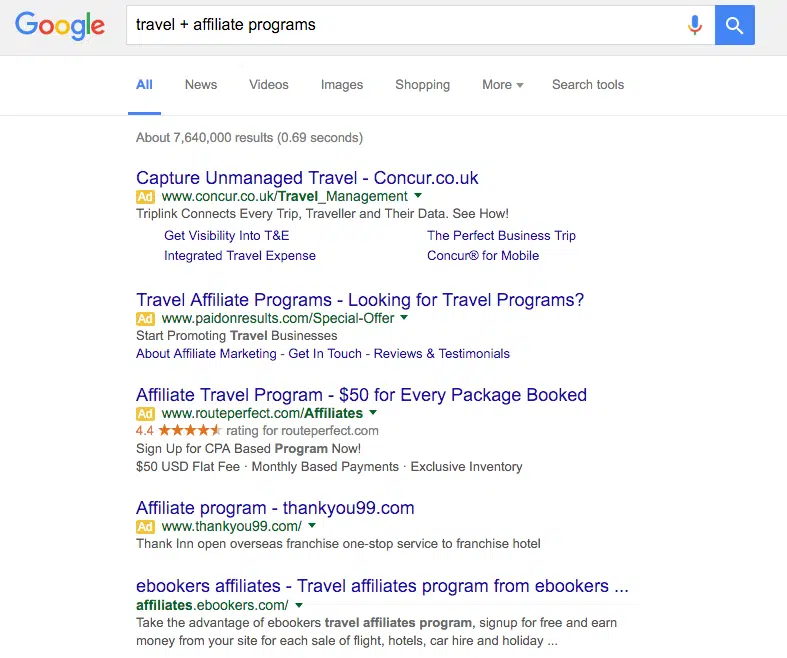 Google
travel + affiliate programs
All News Videos Images Shopping More Search tools
About 7,640,000 results (0.69 seconds)
Capture Unmanaged Travel - Concur.co.uk
Ad www.concur.co.uk/Travel_Management
Triplink Connects Every Trip, Traveller and Their Data. See How!
Get Visibility Into T&E The Perfect Business Trip
Integrated Travel Expense Concur® for Mobile
Travel Affiliate Programs - Looking for Travel Programs?
Ad www.paidonresults.com/Special-Offer
Start Promoting Travel Businesses
About Affiliate Marketing - Get In Touch - Reviews & Testimonials
Affiliate Travel Program - $50 for Every Package Booked
Ad www.routeperfect.com/Affiliates
4.4 ★★★★★ rating for routeperfect.com
Sign Up for CPA Based Program Now!
$50 USD Flat Fee · Monthly Based Payments · Exclusive Inventory
Affiliate program - thankyou99.com
Ad www.thankyou99.com/
Thank Inn open overseas franchise one-stop service to franchise hotel
ebookers affiliates - Travel affiliates program from ebookers ...
affiliates.ebookers.com/
Take the advantage of ebookers travel affiliates program, signup for free and earn
money from your site for each sale of flight, hotels, car hire and holiday ...